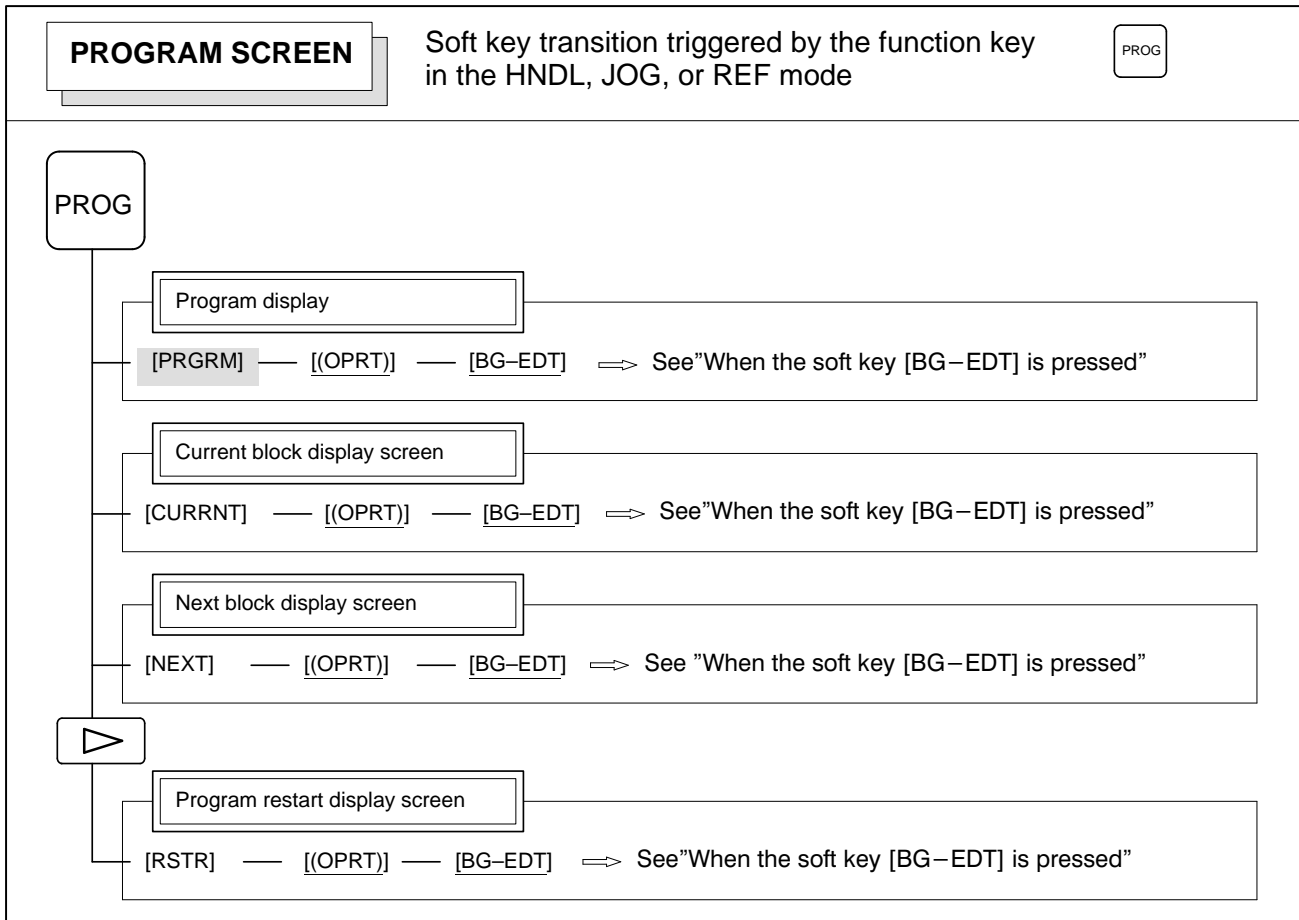 PROGRAM SCREEN
Soft key transition triggered by the function key
in the HNDL, JOG, or REF mode
PROG
PROG
Program display
[PRGRM] [(OPRT)] [BG–EDT] See”When the soft key [BG−EDT] is pressed”
Current block display screen
[CURRNT] [(OPRT)] [BG–EDT] See”When the soft key [BG−EDT] is pressed”
Next block display screen
[NEXT] [(OPRT)] [BG–EDT] See ”When the soft key [BG−EDT] is pressed”
Program restart display screen
[RSTR] [(OPRT)] [BG–EDT] See”When the soft key [BG−EDT] is pressed”